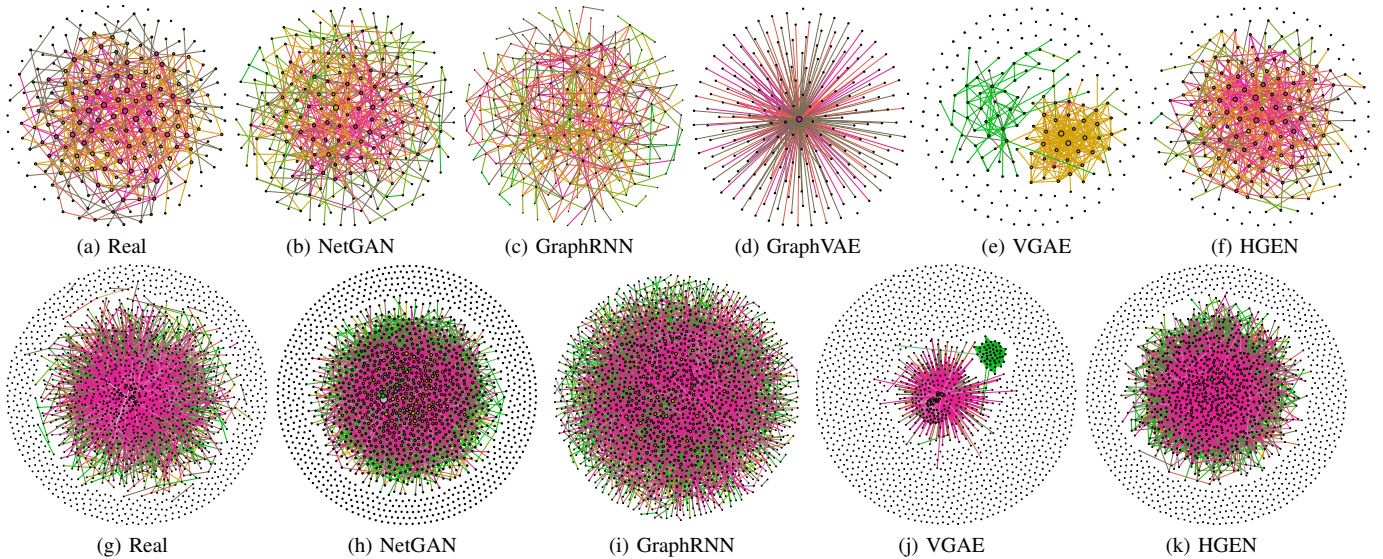 (a) Real (b) NetGAN (c) GraphRNN (d) GraphVAE (e) VGAE (f) HGEN
(g) Real (h) NetGAN (i) GraphRNN (j) VGAE (k) HGEN